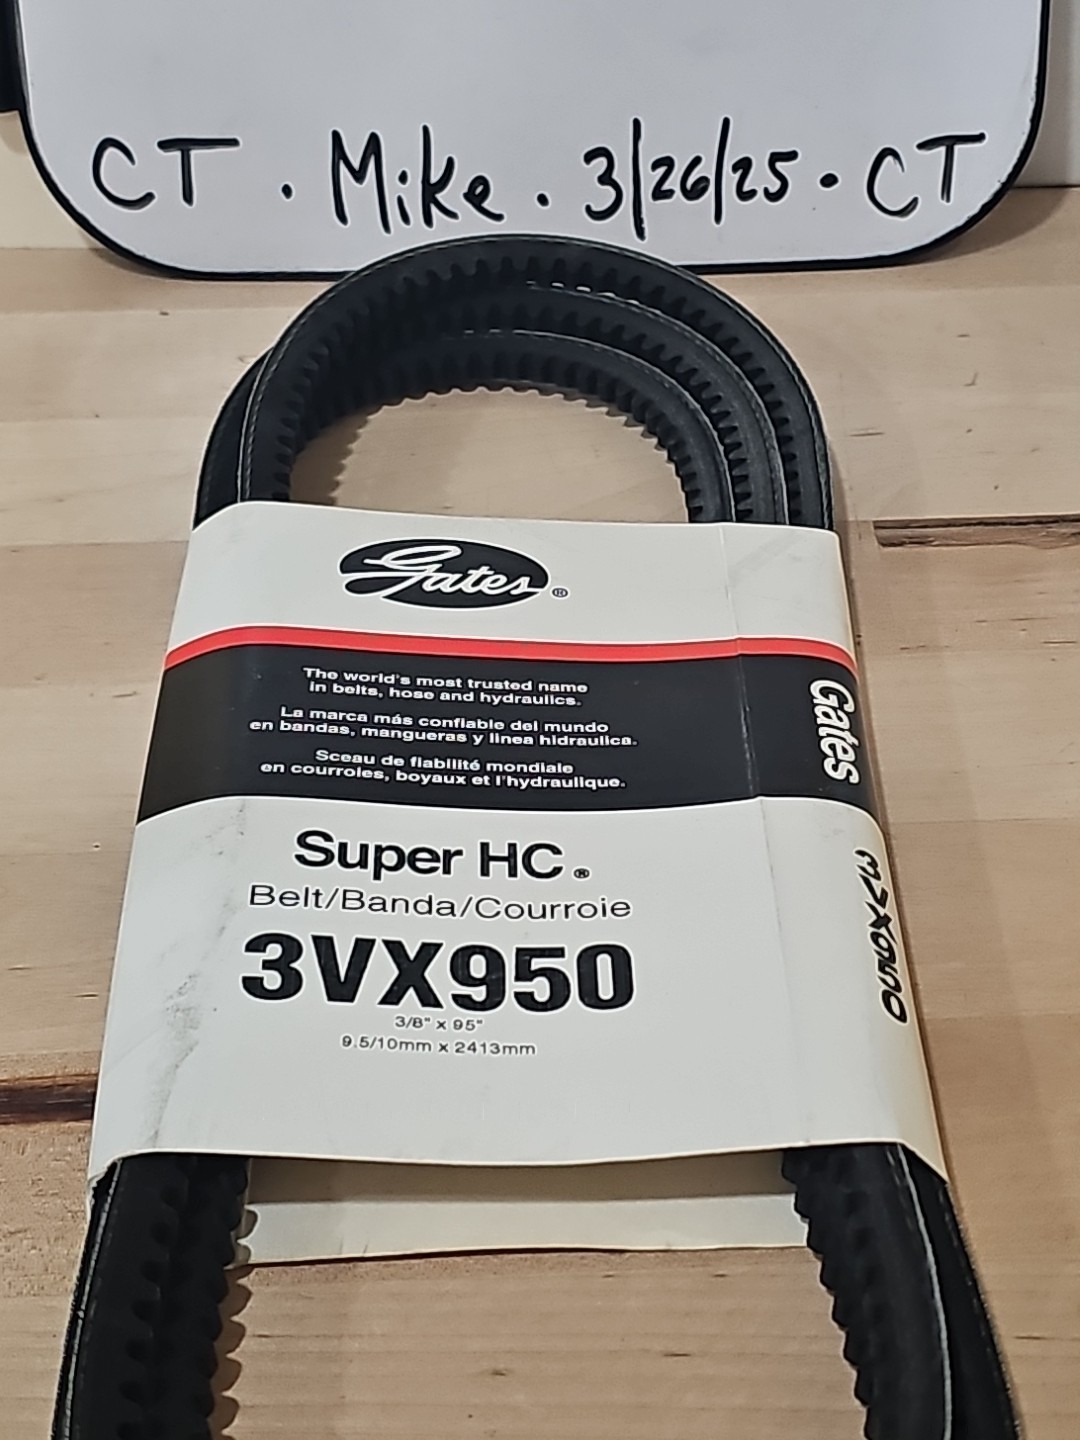 CT . Mike . 3/26/25 . CT
Gates®
The world's most trusted name
in belts, hose and hydraulics.
La marca más confiable del mundo
en bandas, mangueras y linea hidraulica.
Sceau de fiabilité mondiale
en courroies, boyaux et l'hydraulique.
Super HC®
Belt/Banda/Courroie
3VX950
3/8" x 95"
9.5/10mm x 2413mm
Gates
3VX950